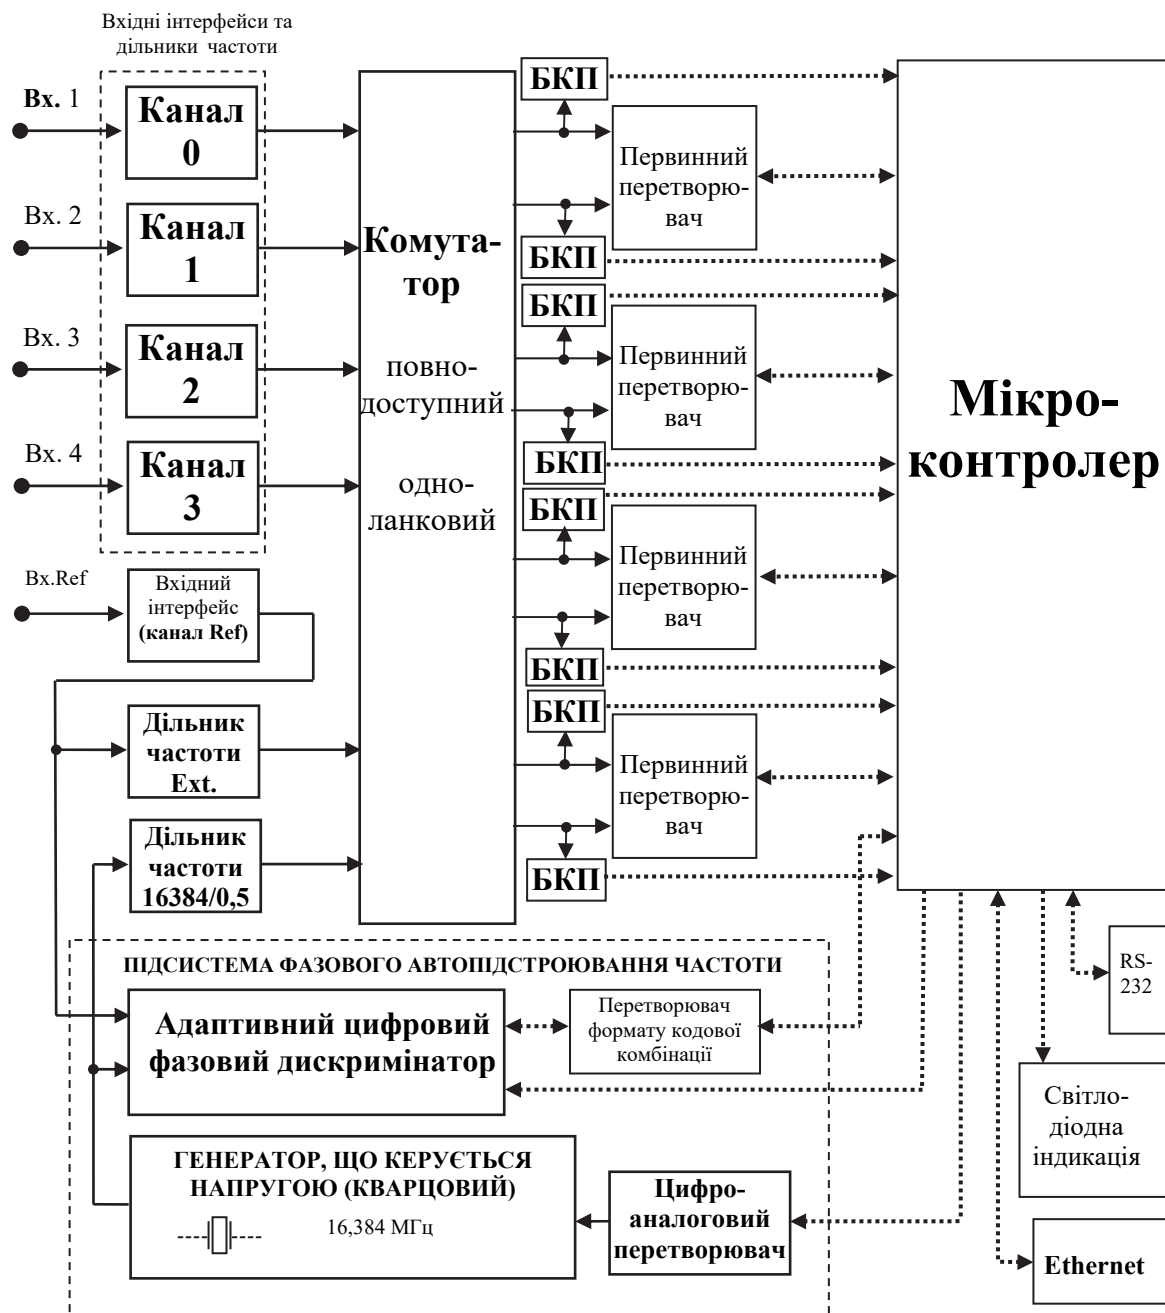 Вхідні інтерфейси та
дільники частоти
Вх. 1
Канал
0
Вх. 2
Канал
1
Вх. 3
Канал
2
Вх. 4
Канал
3
Вх.Ref
Вхідний
інтерфейс
(канал Ref)
Дільник
частоти
Ext.
Дільник
частоти
16384/0,5
Комута-
тор
повно-
доступний
одно-
ланковий
БКП
Первинний
перетворю-
вач
БКП
БКП
Первинний
перетворю-
вач
БКП
БКП
Первинний
перетворю-
вач
БКП
БКП
Первинний
перетворю-
вач
БКП
Мікро-
контролер
ПІДСИСТЕМА ФАЗОВОГО АВТОПІДСТРОЮВАННЯ ЧАСТОТИ
Адаптивний цифровий
фазовий дискримінатор
Перетворювач
формату кодової
комбінації
ГЕНЕРАТОР, ЩО КЕРУЄТЬСЯ
НАПРУГОЮ (КВАРЦОВИЙ)
16,384 МГц
Цифро-
аналоговий
перетворювач
RS-
232
Світло-
діодна
індикація
Ethernet